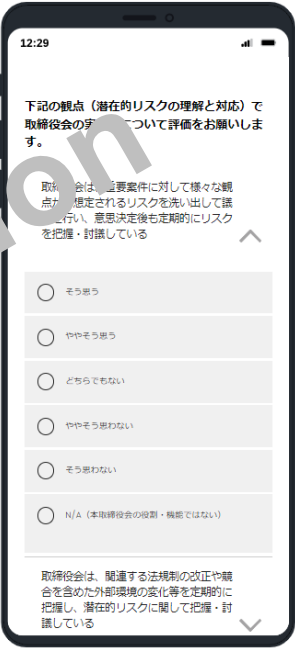 12:29
下記の観点（潜在的リスクの理解と対応）で
取締役会の実 について評価をお願いしま
す。
取締役会は 重要案件に対して様々な観
点か 想定されるリスクを洗い出して議
を行い、意思決定後も定期的にリスク
を把握・討議している
そう思う
ややそう思う
どちらでもない
ややそう思わない
そう思わない
N/A（本取締役会の役割・機能ではない）
取締役会は、関連する法規制の改正や競
合を含めた外部環境の変化等を定期的に
把握し、潜在的リスクに関して把握・討
議している